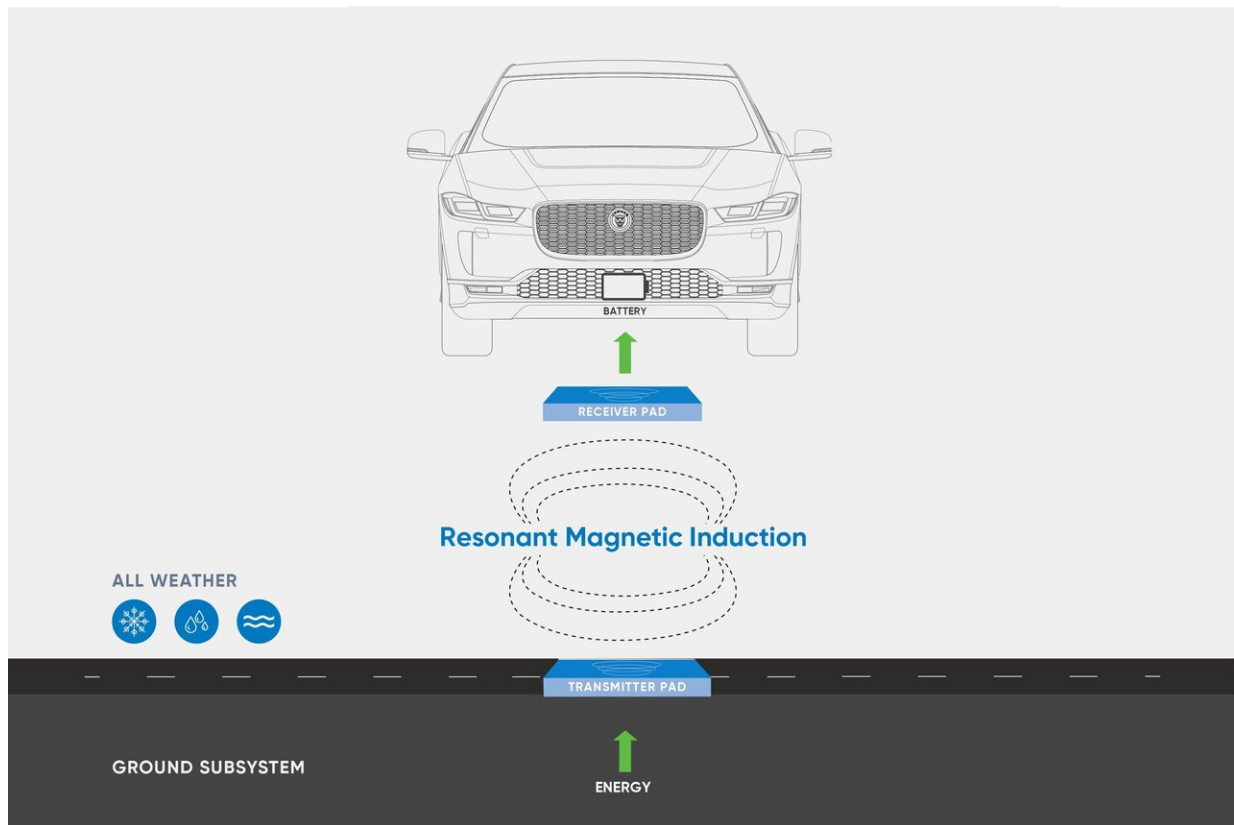 BATTERY
RECEIVER PAD
Resonant Magnetic Induction
ALL WEATHER
TRANSMITTER PAD
GROUND SUBSYSTEM
ENERGY